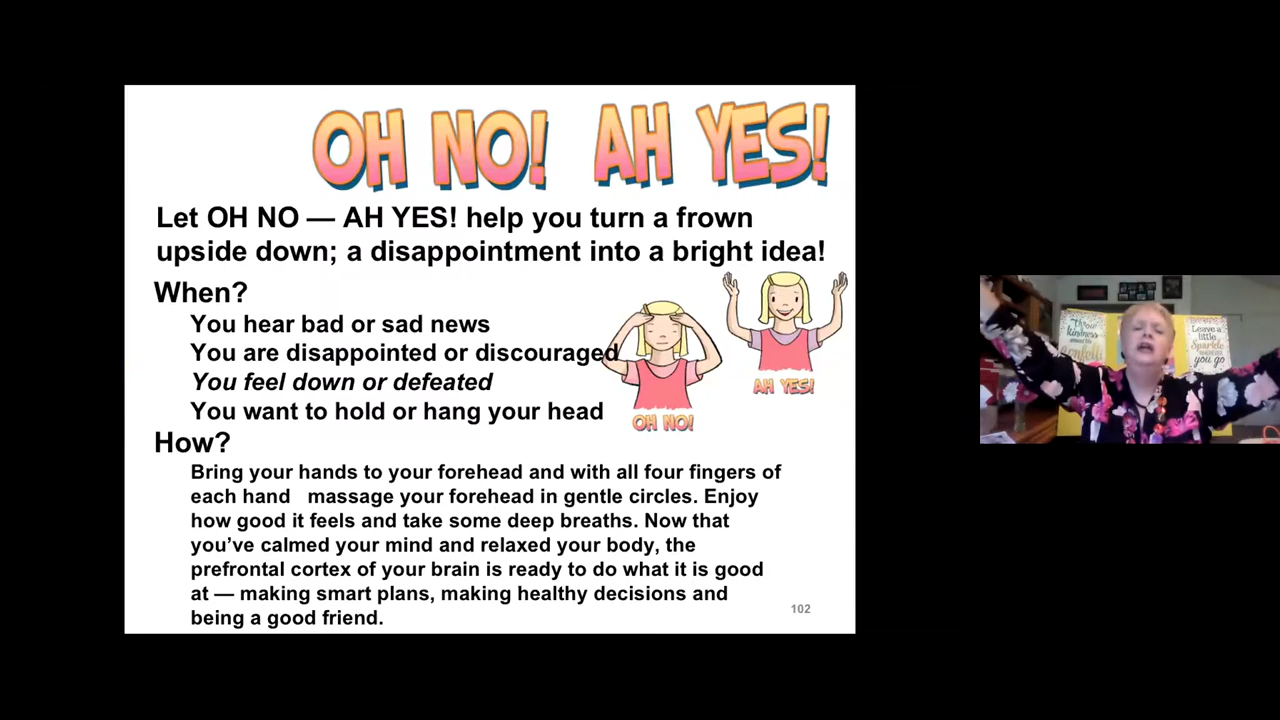 OH NO! AH YES!
Let OH NO — AH YES! help you turn a frown
upside down; a disappointment into a bright idea!
When?
You hear bad or sad news
You are disappointed or discouraged
You feel down or defeated
You want to hold or hang your head
OH NO!
AH YES!
How?
Bring your hands to your forehead and with all four fingers of
each hand massage your forehead in gentle circles. Enjoy
how good it feels and take some deep breaths. Now that
you’ve calmed your mind and relaxed your body, the
prefrontal cortex of your brain is ready to do what it is good
at — making smart plans, making healthy decisions and
being a good friend.
102
Throw
kindness
around like
confetti
Leave a
little
Sparkle
wherever
you go